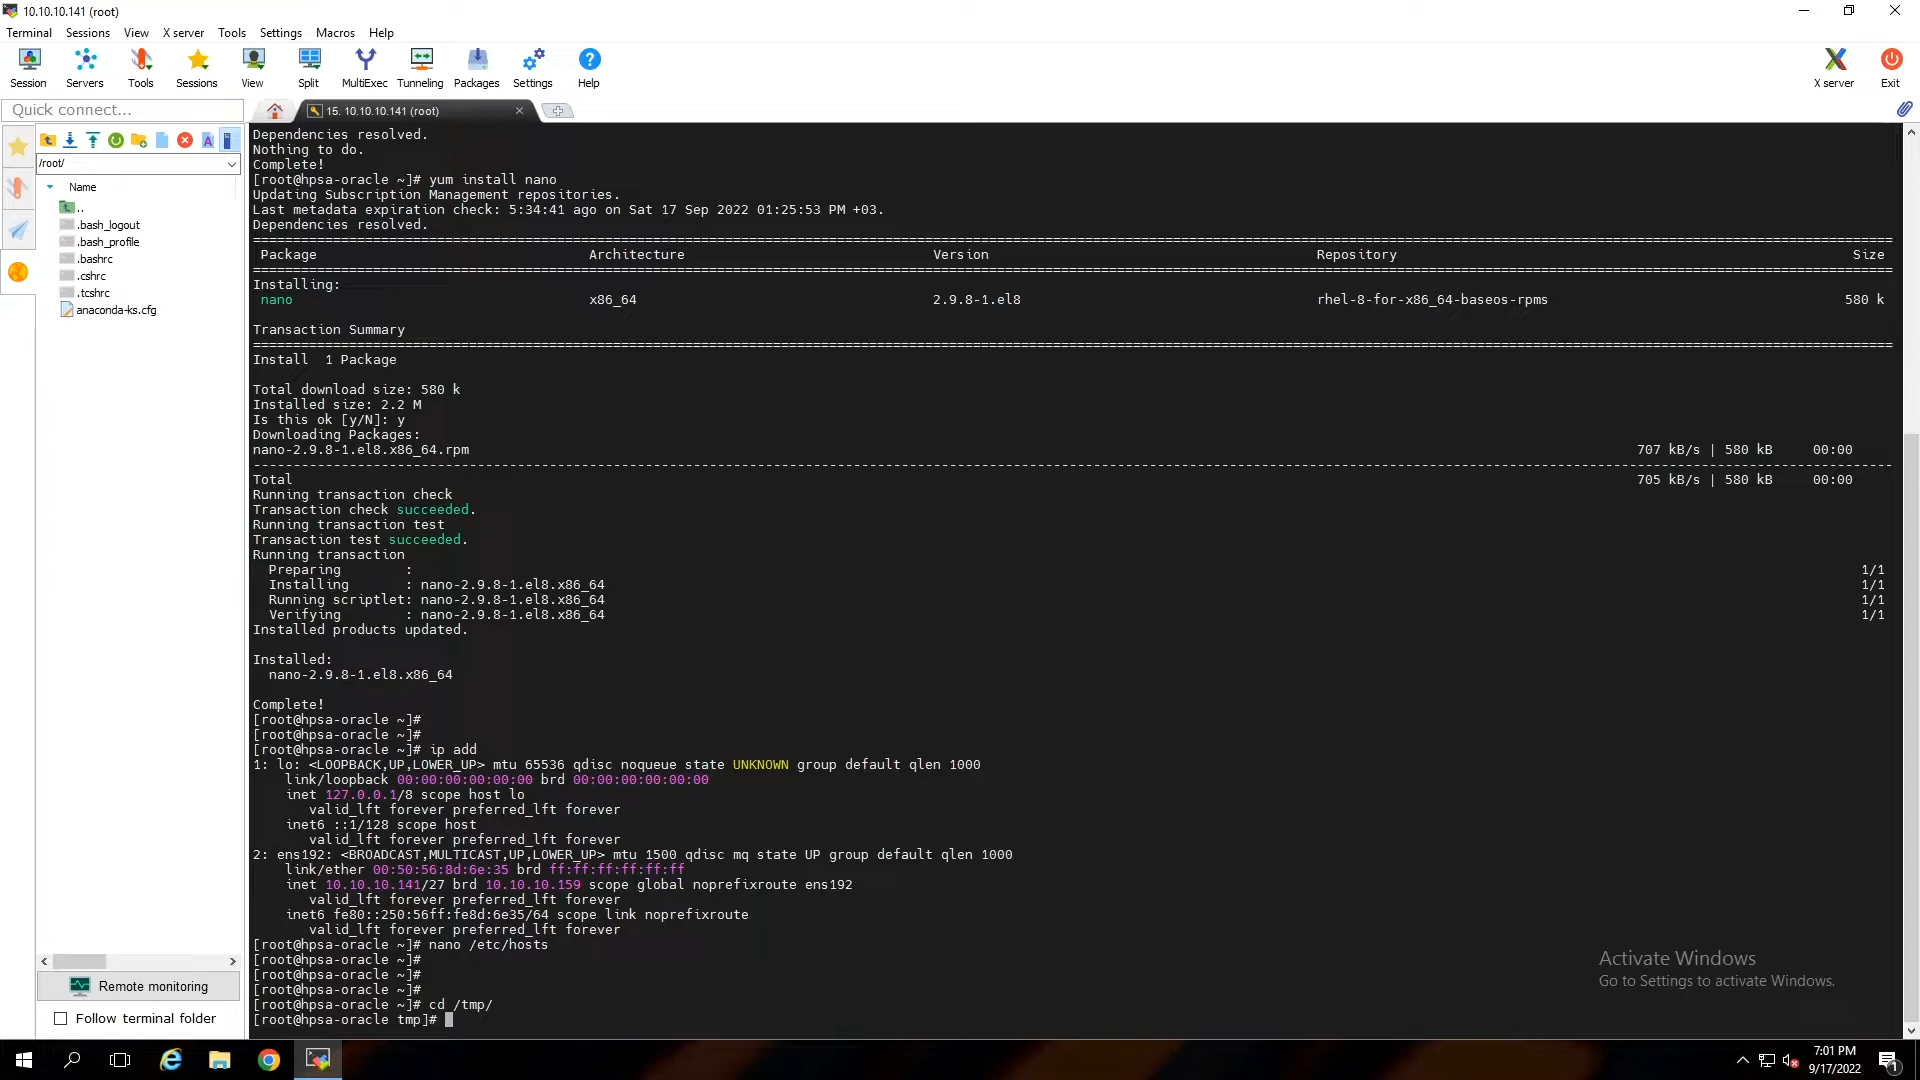 10.10.10.141 (root)
Terminal Sessions View X server Tools Settings Macros Help
Session Servers Tools Sessions View Split MultiExec Tunneling Packages Settings Help X server Exit
Quick connect...
15. 10.10.10.141 (root)
/root/
Name
..
.bash_logout
.bash_profile
.bashrc
.cshrc
.tcshrc
anaconda-ks.cfg
Remote monitoring
Follow terminal folder
Dependencies resolved.
Nothing to do.
Complete!
[root@hpsa-oracle ~]# yum install nano
Updating Subscription Management repositories.
Last metadata expiration check: 5:34:41 ago on Sat 17 Sep 2022 01:25:53 PM +03.
Dependencies resolved.
Package Architecture Version Repository Size
Installing:
nano x86_64 2.9.8-1.el8 rhel-8-for-x86_64-baseos-rpms 580 k
Transaction Summary
Install 1 Package
Total download size: 580 k
Installed size: 2.2 M
Is this ok [y/N]: y
Downloading Packages:
nano-2.9.8-1.el8.x86_64.rpm 707 kB/s | 580 kB 00:00
Total 705 kB/s | 580 kB 00:00
Running transaction check
Transaction check succeeded.
Running transaction test
Transaction test succeeded.
Running transaction
Preparing : 1/1
Installing : nano-2.9.8-1.el8.x86_64 1/1
Running scriptlet: nano-2.9.8-1.el8.x86_64 1/1
Verifying : nano-2.9.8-1.el8.x86_64 1/1
Installed products updated.
Installed:
nano-2.9.8-1.el8.x86_64
Complete!
[root@hpsa-oracle ~]#
[root@hpsa-oracle ~]#
[root@hpsa-oracle ~]# ip add
1: lo: <LOOPBACK,UP,LOWER_UP> mtu 65536 qdisc noqueue state UNKNOWN group default qlen 1000
link/loopback 00:00:00:00:00:00 brd 00:00:00:00:00:00
inet 127.0.0.1/8 scope host lo
valid_lft forever preferred_lft forever
inet6 ::1/128 scope host
valid_lft forever preferred_lft forever
2: ens192: <BROADCAST,MULTICAST,UP,LOWER_UP> mtu 1500 qdisc mq state UP group default qlen 1000
link/ether 00:50:56:8d:6e:35 brd ff:ff:ff:ff:ff:ff
inet 10.10.10.141/27 brd 10.10.10.159 scope global noprefixroute ens192
valid_lft forever preferred_lft forever
inet6 fe80::250:56ff:fe8d:6e35/64 scope link noprefixroute
valid_lft forever preferred_lft forever
[root@hpsa-oracle ~]# nano /etc/hosts
[root@hpsa-oracle ~]#
[root@hpsa-oracle ~]#
[root@hpsa-oracle ~]#
[root@hpsa-oracle ~]# cd /tmp/
[root@hpsa-oracle tmp]#
Activate Windows
Go to Settings to activate Windows.
7:01 PM
9/17/2022
1